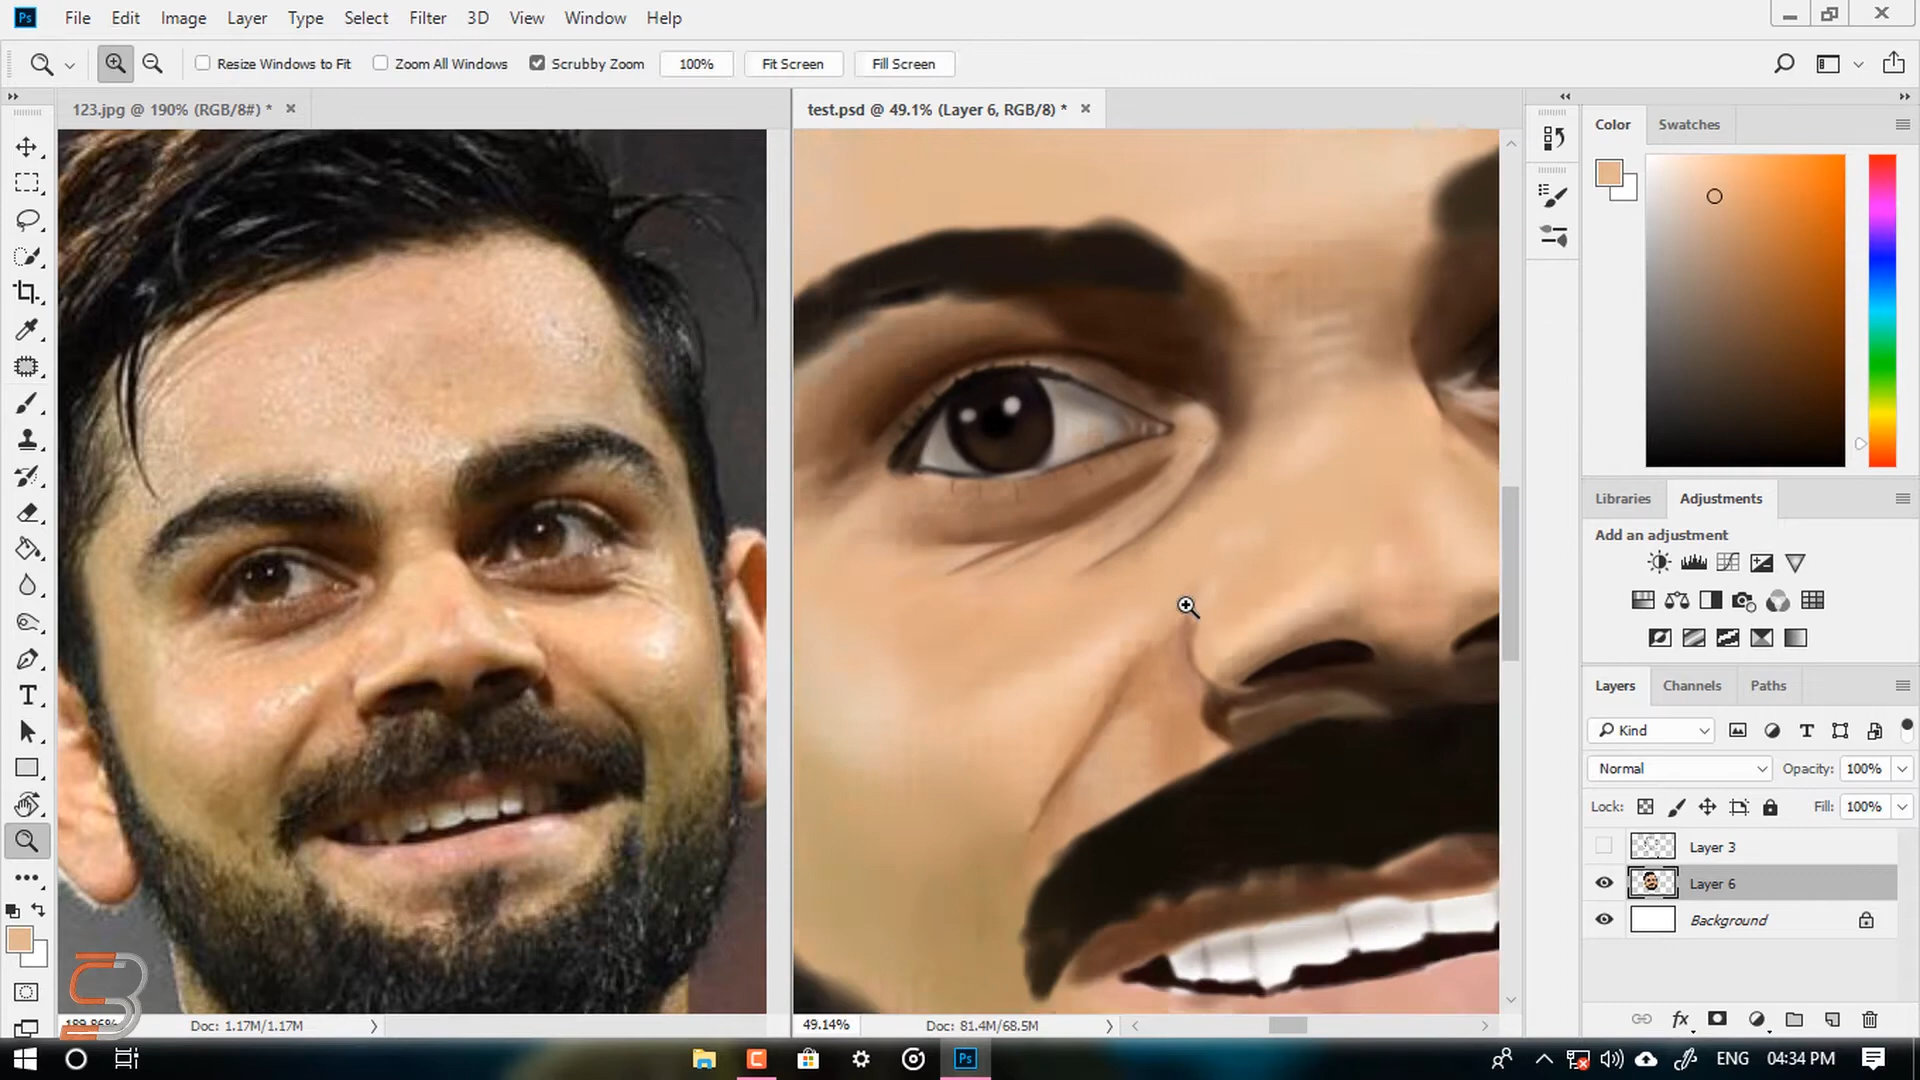 Ps File Edit Image Layer Type Select Filter 3D View Window Help
Resize Windows to Fit Zoom All Windows Scrubby Zoom 100% Fit Screen Fill Screen
123.jpg @ 190% (RGB/8#) *
test.psd @ 49.1% (Layer 6, RGB/8) *
Color Swatches
Libraries Adjustments
Add an adjustment
Layers Channels Paths
Kind
Normal Opacity: 100%
Lock: Fill: 100%
Layer 3
Layer 6
Background
Doc: 1.17M/1.17M
49.14% Doc: 81.4M/68.5M
fx
Ps ENG 04:34 PM